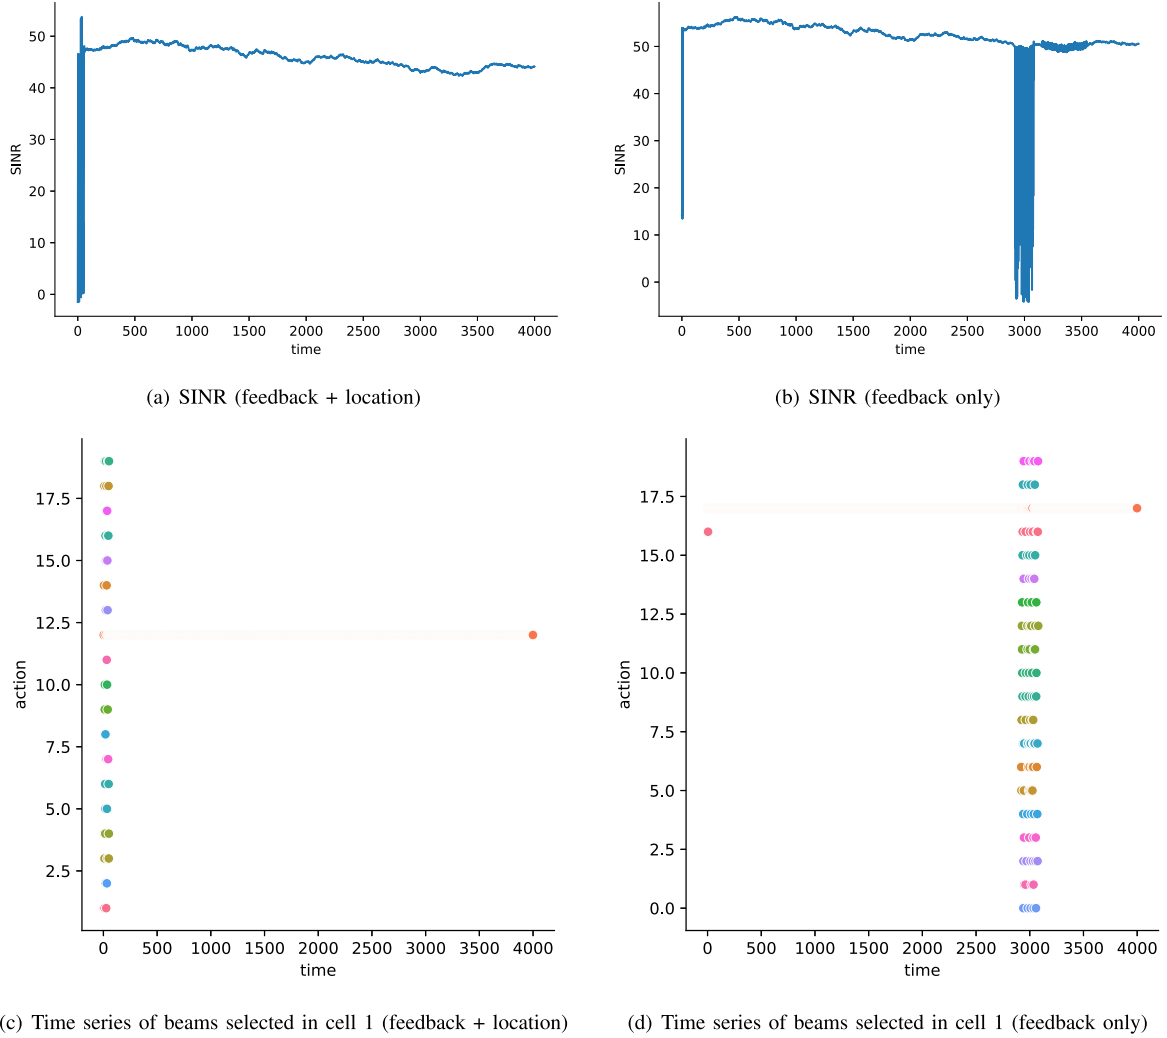 50
40
30
20
10
0
SINR
0 500 1000 1500 2000 2500 3000 3500 4000
time
50
40
30
20
10
0
SINR
0 500 1000 1500 2000 2500 3000 3500 4000
time
(a) SINR (feedback + location)
(b) SINR (feedback only)
17.5
15.0
12.5
10.0
7.5
5.0
2.5
action
0 500 1000 1500 2000 2500 3000 3500 4000
time
17.5
15.0
12.5
10.0
7.5
5.0
2.5
0.0
action
0 500 1000 1500 2000 2500 3000 3500 4000
time
(c) Time series of beams selected in cell 1 (feedback + location)
(d) Time series of beams selected in cell 1 (feedback only)